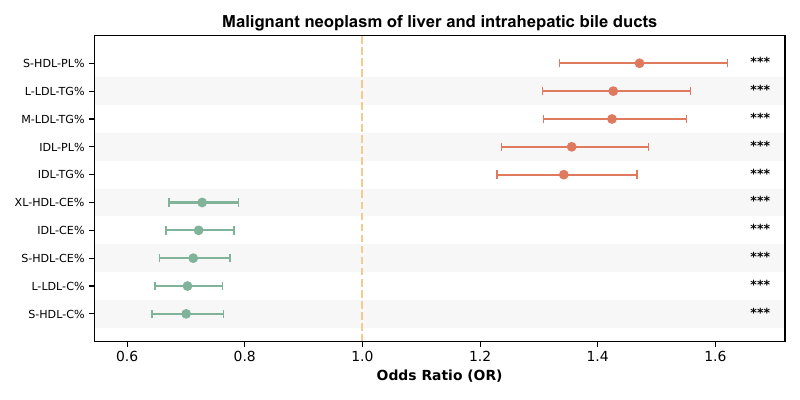 Malignant neoplasm of liver and intrahepatic bile ducts
S-HDL-PL% ***
L-LDL-TG% ***
M-LDL-TG% ***
IDL-PL% ***
IDL-TG% ***
XL-HDL-CE% ***
IDL-CE% ***
S-HDL-CE% ***
L-LDL-C% ***
S-HDL-C% ***
0.6 0.8 1.0 1.2 1.4 1.6
Odds Ratio (OR)